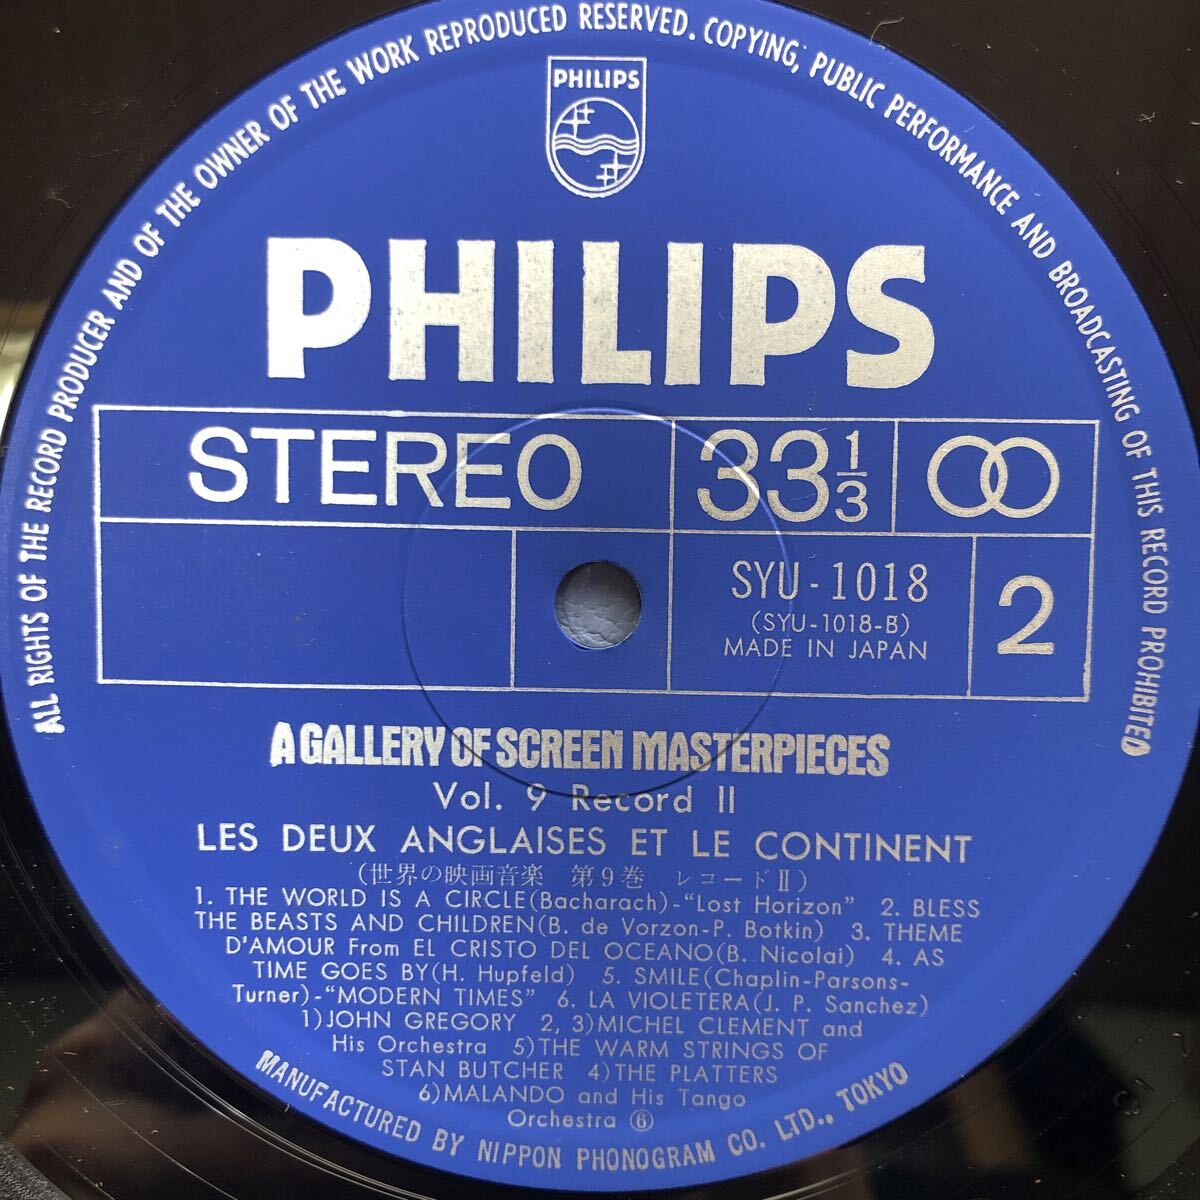 ALL RIGHTS OF THE RECORD PRODUCER AND OF THE OWNER OF THE WORK REPRODUCED RESERVED. COPYING, PUBLIC PERFORMANCE AND BROADCASTING OF THIS RECORD PROHIBITED
PHILIPS
PHILIPS
STEREO
33 1/3
SYU-1018
(SYU-1018-B)
MADE IN JAPAN
2
A GALLERY OF SCREEN MASTERPIECES
Vol. 9 Record II
LES DEUX ANGLAISES ET LE CONTINENT
(世界の映画音楽 第9巻 レコードⅡ)
1. THE WORLD IS A CIRCLE(Bacharach)-"Lost Horizon" 2. BLESS
THE BEASTS AND CHILDREN(B. de Vorzon-P. Botkin) 3. THEME
D'AMOUR From EL CRISTO DEL OCEANO(B. Nicolai) 4. AS
TIME GOES BY(H. Hupfeld) 5. SMILE(Chaplin-Parsons-
Turner)-"MODERN TIMES" 6. LA VIOLETERA(J. P. Sanchez)
1)JOHN GREGORY 2, 3)MICHEL CLEMENT and
His Orchestra 5)THE WARM STRINGS OF
STAN BUTCHER 4)THE PLATTERS
6)MALANDO and His Tango
Orchestra ⑥
MANUFACTURED BY NIPPON PHONOGRAM CO. LTD., TOKYO